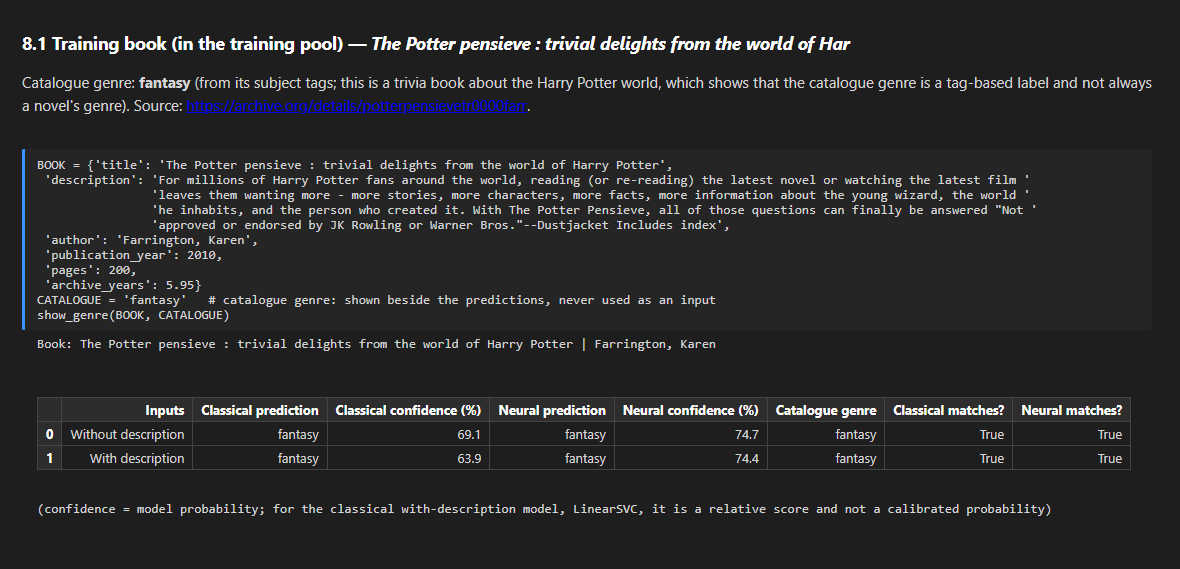 8.1 Training book (in the training pool) — The Potter pensieve : trivial delights from the world of Har
Catalogue genre: fantasy (from its subject tags; this is a trivia book about the Harry Potter world, which shows that the catalogue genre is a tag-based label and not always
a novel's genre). Source: https://archive.org/details/potterpensievetr0000farr.
BOOK = {'title': 'The Potter pensieve : trivial delights from the world of Harry Potter',
'description': 'For millions of Harry Potter fans around the world, reading (or re-reading) the latest novel or watching the latest film '
'leaves them wanting more - more stories, more characters, more facts, more information about the young wizard, the world '
'he inhabits, and the person who created it. With The Potter Pensieve, all of those questions can finally be answered "Not '
'approved or endorsed by JK Rowling or Warner Bros."--Dustjacket Includes index',
'author': 'Farrington, Karen',
'publication_year': 2010,
'pages': 200,
'archive_years': 5.95}
CATALOGUE = 'fantasy' # catalogue genre: shown beside the predictions, never used as an input
show_genre(BOOK, CATALOGUE)
Book: The Potter pensieve : trivial delights from the world of Harry Potter | Farrington, Karen
Inputs Classical prediction Classical confidence (%) Neural prediction Neural confidence (%) Catalogue genre Classical matches? Neural matches?
0 Without description fantasy 69.1 fantasy 74.7 fantasy True True
1 With description fantasy 63.9 fantasy 74.4 fantasy True True
(confidence = model probability; for the classical with-description model, LinearSVC, it is a relative score and not a calibrated probability)